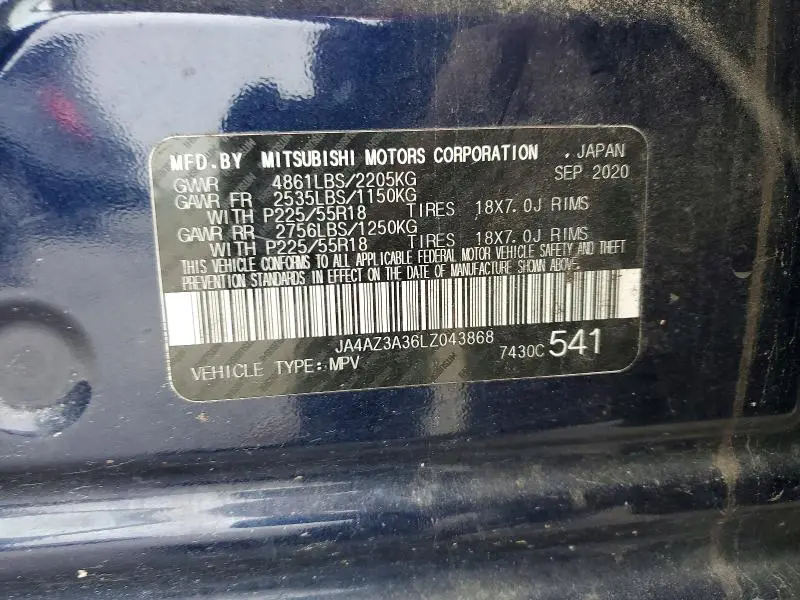 MFD.BY MITSUBISHI MOTORS CORPORATION , JAPAN
GVWR 4861LBS/2205KG SEP 2020
GAWR FR 2535LBS/1150KG
WITH P225/55R18 TIRES 18X7.0J RIMS
GAWR RR 2756LBS/1250KG
WITH P225/55R18 TIRES 18X7.0J RIMS
THIS VEHICLE CONFORMS TO ALL APPLICABLE FEDERAL MOTOR VEHICLE SAFETY AND THEFT
PREVENTION STANDARDS IN EFFECT ON THE DATE OF MANUFACTURE SHOWN ABOVE.
JA4AZ3A36LZ043868
VEHICLE TYPE:MPV 7430C 541